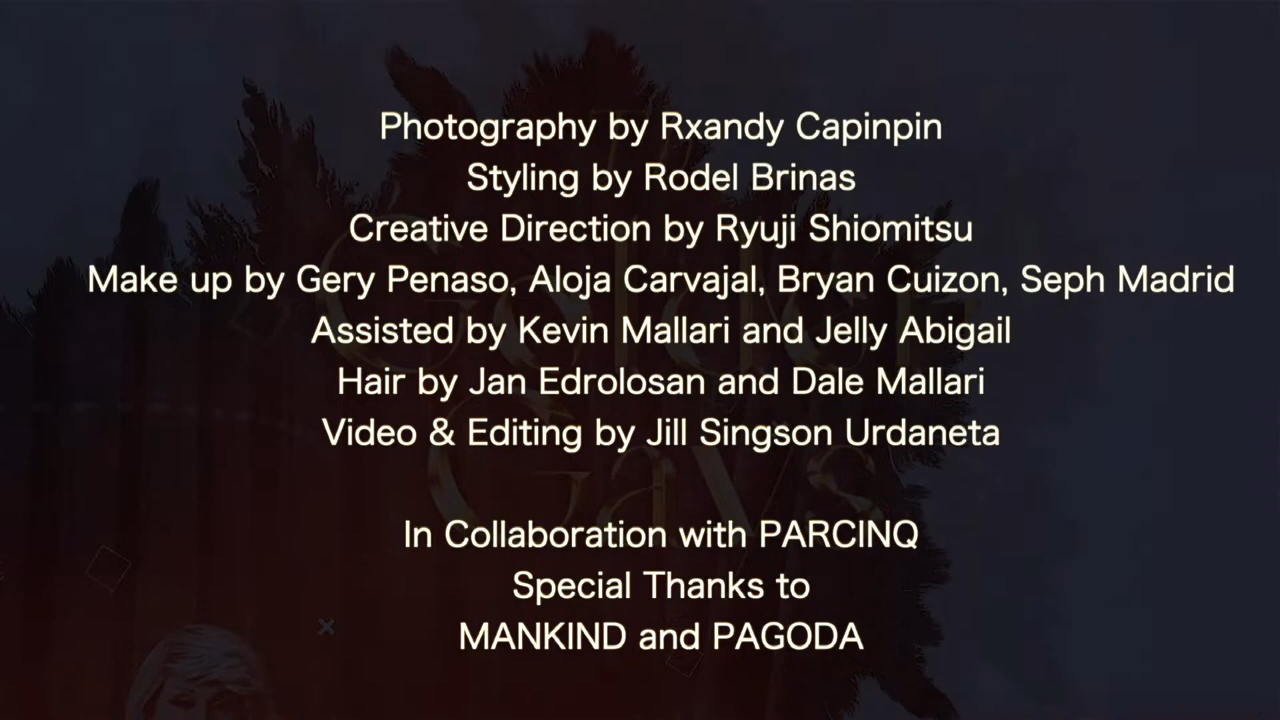 Photography by Rxandy Capinpin
Styling by Rodel Brinas
Creative Direction by Ryuji Shiomitsu
Make up by Gery Penaso, Aloja Carvajal, Bryan Cuizon, Seph Madrid
Assisted by Kevin Mallari and Jelly Abigail
Hair by Jan Edrolosan and Dale Mallari
Video & Editing by Jill Singson Urdaneta
In Collaboration with PARCINQ
Special Thanks to
MANKIND and PAGODA